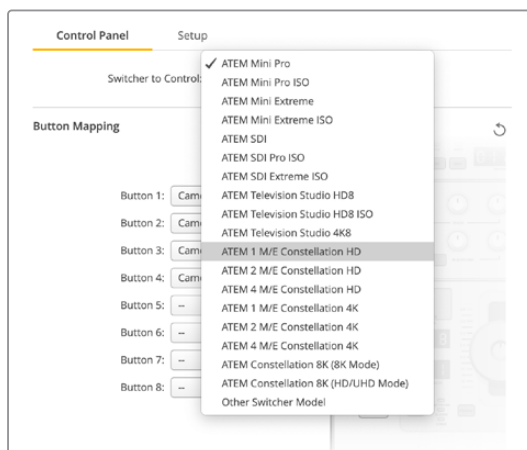 Control Panel Setup
Switcher to Control:
✓ ATEM Mini Pro
ATEM Mini Pro ISO
ATEM Mini Extreme
ATEM Mini Extreme ISO
ATEM SDI
ATEM SDI Pro ISO
ATEM SDI Extreme ISO
ATEM Television Studio HD8
ATEM Television Studio HD8 ISO
ATEM Television Studio 4K8
ATEM 1 M/E Constellation HD
ATEM 2 M/E Constellation HD
ATEM 4 M/E Constellation HD
ATEM 1 M/E Constellation 4K
ATEM 2 M/E Constellation 4K
ATEM 4 M/E Constellation 4K
ATEM Constellation 8K (8K Mode)
ATEM Constellation 8K (HD/UHD Mode)
Other Switcher Model
Button Mapping
Button 1: Came
Button 2: Came
Button 3: Came
Button 4: Came
Button 5: --
Button 6: --
Button 7: --
Button 8: --